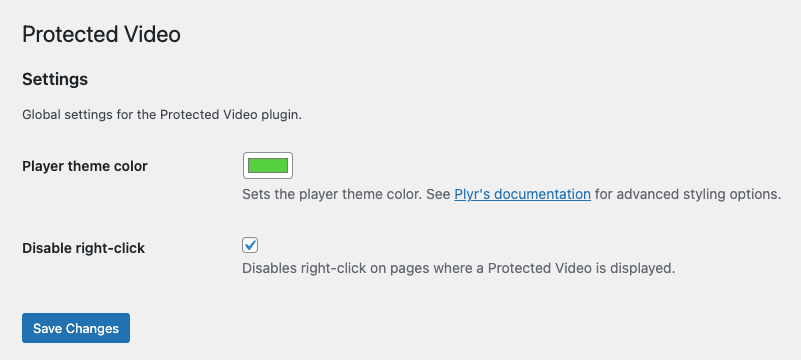 Protected Video
Settings
Global settings for the Protected Video plugin.
Player theme color
Sets the player theme color. See Plyr's documentation for advanced styling options.
Disable right-click
Disables right-click on pages where a Protected Video is displayed.
Save Changes